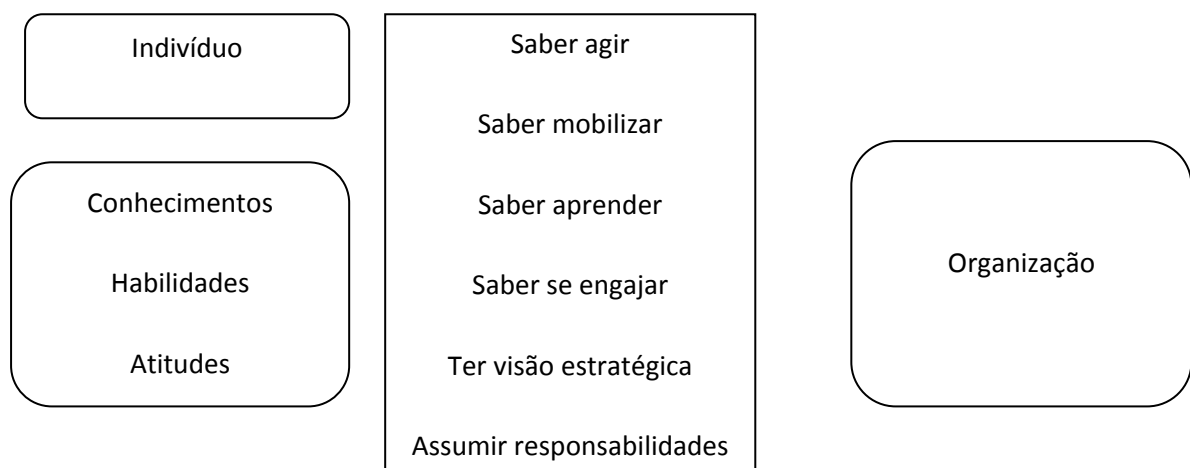 Indivíduo
Conhecimentos
Habilidades
Atitudes
Saber agir
Saber mobilizar
Saber aprender
Saber se engajar
Ter visão estratégica
Assumir responsabilidades
Organização